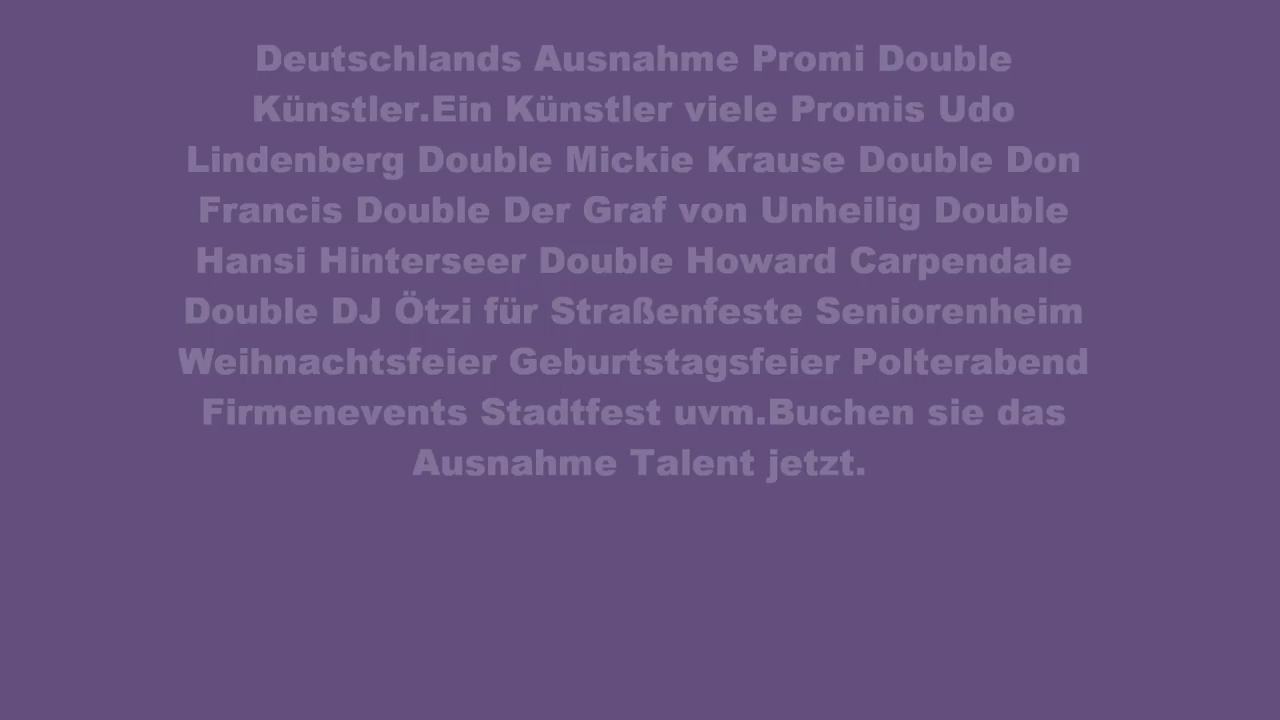 Deutschlands Ausnahme Promi Double
Künstler.Ein Künstler viele Promis Udo
Lindenberg Double Mickie Krause Double Don
Francis Double Der Graf von Unheilig Double
Hansi Hinterseer Double Howard Carpendale
Double DJ Ötzi für Straßenfeste Seniorenheim
Weihnachtsfeier Geburtstagsfeier Polterabend
Firmenevents Stadtfest uvm.Buchen sie das
Ausnahme Talent jetzt.